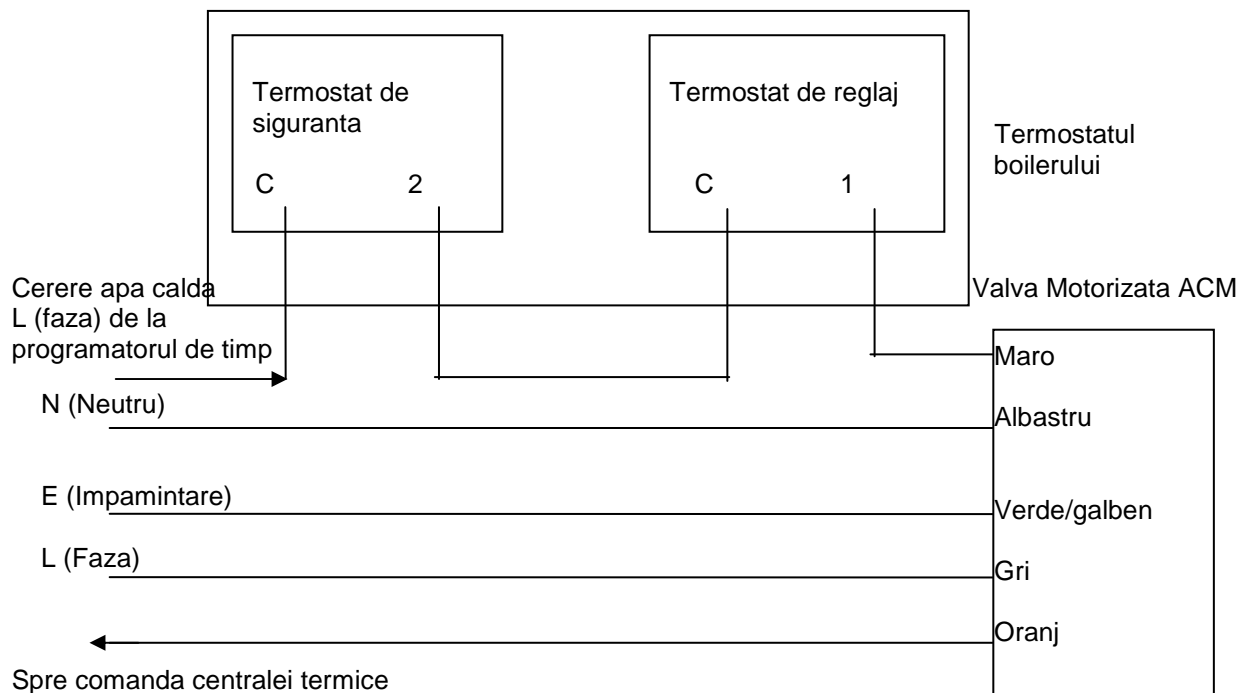 Termostat de
siguranta
Termostat de reglaj
Termostatul
boilerului
C
2
C
1
Cerere apa calda
L (faza) de la
programatorul de timp
Valva Motorizata ACM
Maro
N (Neutru)
Albastru
E (Impamintare)
Verde/galben
L (Faza)
Gri
Oranj
Spre comanda centralei termice